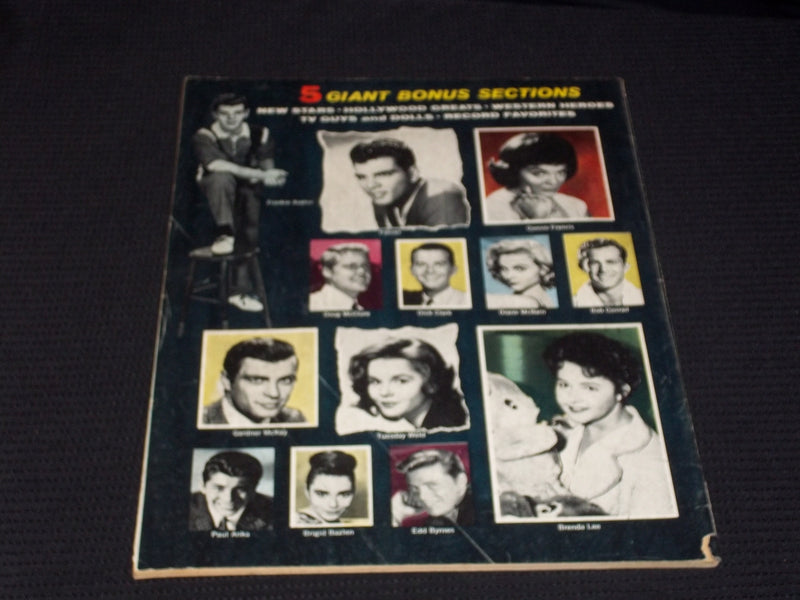 5 GIANT BONUS SECTIONS
NEW STARS • HOLLYWOOD GREATS • WESTERN HEROES
TV GUYS and DOLLS • RECORD FAVORITES
Frankie Avalon
Fabian
Connie Francis
Doug McClure
Dick Clark
Diane McBain
Bob Conrad
Gardner McKay
Tuesday Weld
Paul Anka
Brigid Bazlen
Edd Byrnes
Brenda Lee